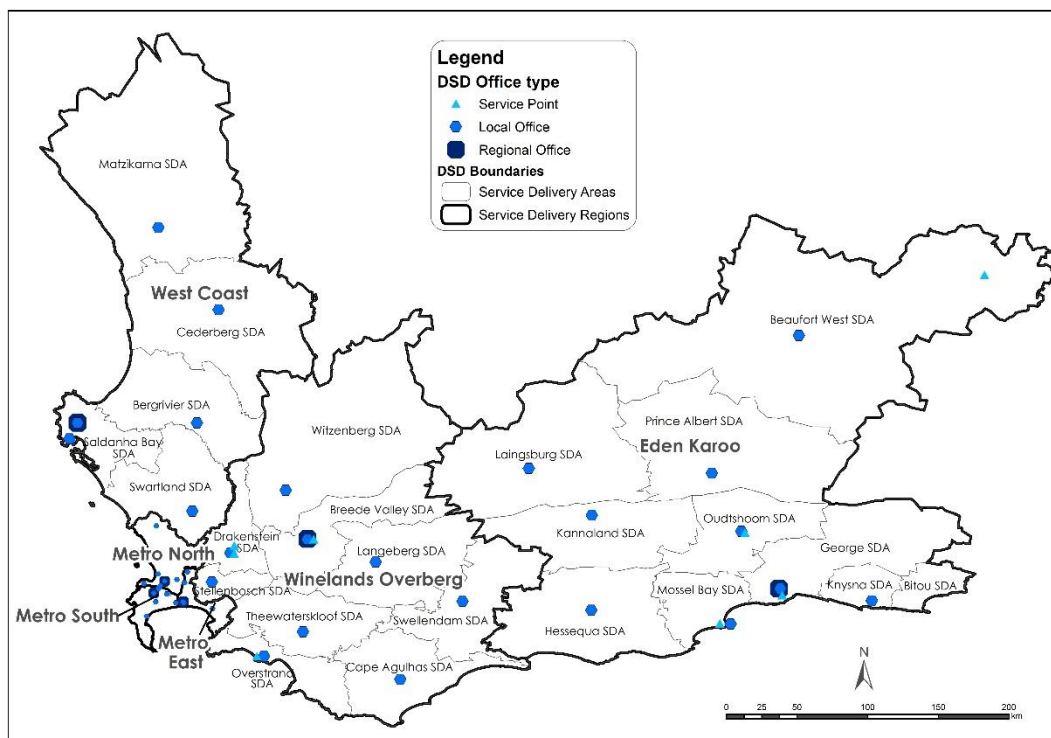 Legend
DSD Office type
Service Point
Local Office
Regional Office
DSD Boundaries
Service Delivery Areas
Service Delivery Regions
Matzikama SDA
West Coast
Cederberg SDA
Beaufort West SDA
Bergrivier SDA
Witzenberg SDA
Prince Albert SDA
Saldanha Bay
SDA
Eden Karoo
Laingsburg SDA
Swartland SDA
Breede Valley SDA
Oudtshoorn SDA
Kannaland SDA
Drakenstein
SDA
Metro North
Langeberg SDA
George SDA
Winelands Overberg
Stellenbosch SDA
Mossel Bay SDA
Knysna SDA
Bitou SDA
Metro South
Theewaterskloof SDA
Swellendam SDA
Hessequa SDA
Metro
East
Overstrand
SDA
Cape Agulhas SDA
N
0 50 100 150 200
km